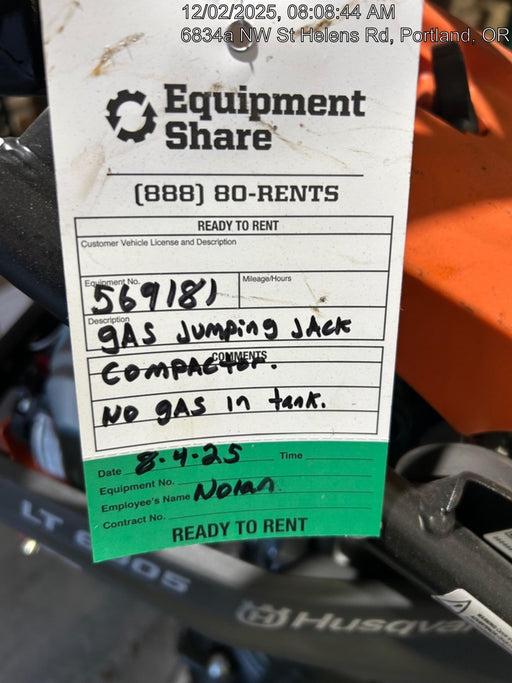 12/02/2025, 08:08:44 AM
6834a NW St Helens Rd, Portland, OR
Equipment
Share
(888) 80-RENTS
READY TO RENT
Customer Vehicle License and Description
Equipment No.
Mileage/Hours
569181
Description
gAS Jumping JAck
COMMENTS
COMPACTor.
No gAS in tank.
Date 8.4.25 Time
Equipment No.
Employee's Name Nolan
Contract No.
READY TO RENT
LT
Husqvar